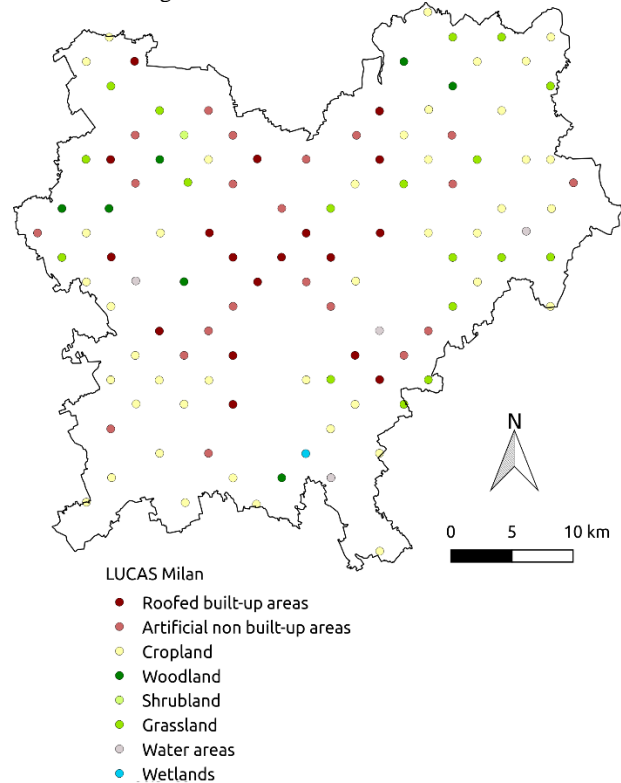 N
0 5 10 km
LUCAS Milan
Roofed built-up areas
Artificial non built-up areas
Cropland
Woodland
Shrubland
Grassland
Water areas
Wetlands